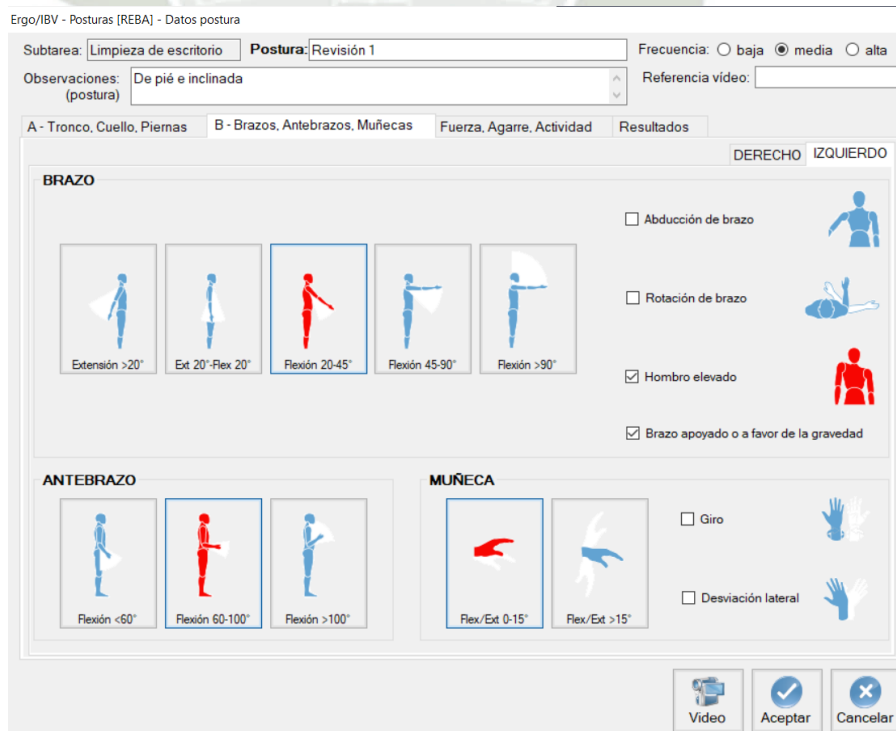 Ergo/IBV - Posturas [REBA] - Datos postura
Subtarea: Limpieza de escritorio Postura: Revisión 1 Frecuencia: baja media alta
Observaciones: (postura) De pié e inclinada Referencia vídeo:
A - Tronco, Cuello, Piernas B - Brazos, Antebrazos, Muñecas Fuerza, Agarre, Actividad Resultados
DERECHO IZQUIERDO
BRAZO
Abducción de brazo
Rotación de brazo
Extensión >20° Ext 20°-Flex 20° Flexión 20-45° Flexión 45-90° Flexión >90°
Hombro elevado
Brazo apoyado o a favor de la gravedad
ANTEBRAZO
Flexión <60° Flexión 60-100° Flexión >100°
MUÑECA
Giro
Desviación lateral
Flex/Ext 0-15° Flex/Ext >15°
Video Aceptar Cancelar